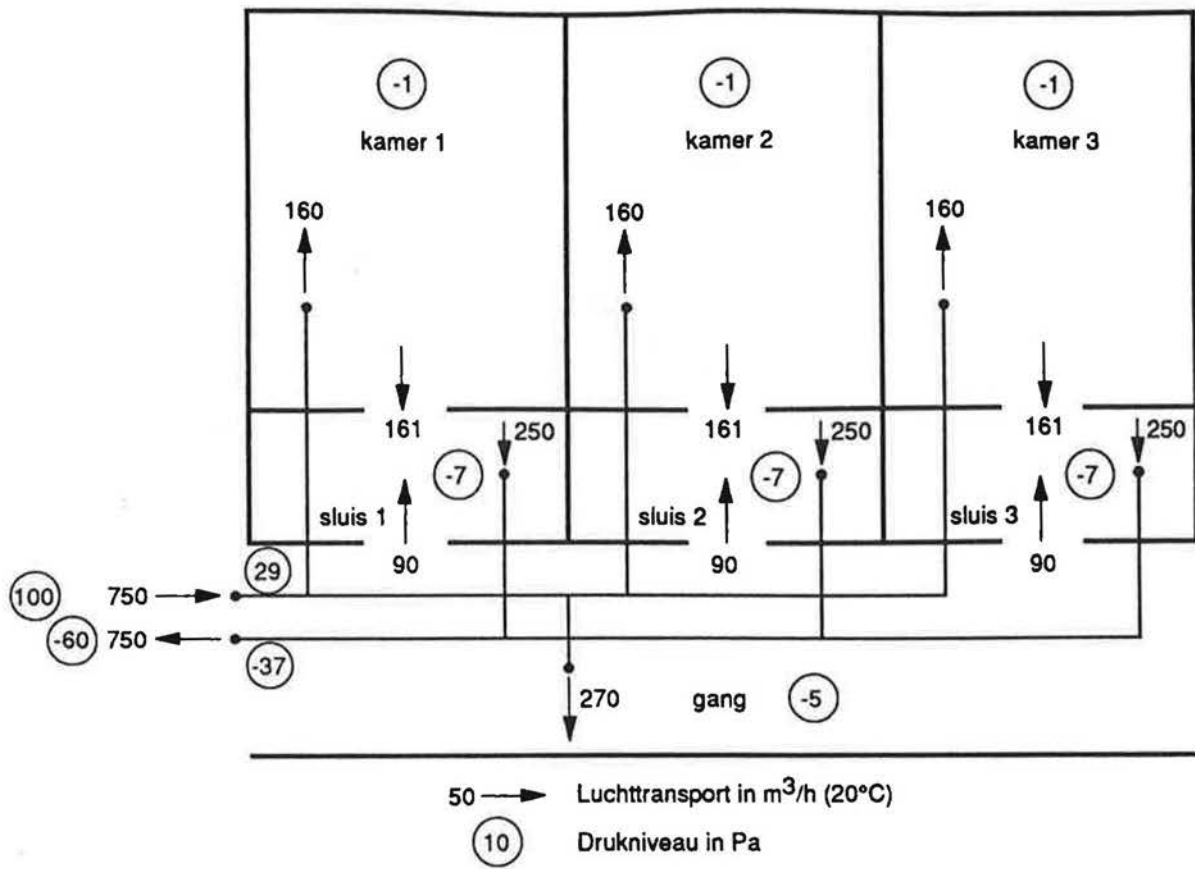 -1 -1 -1
kamer 1 kamer 2 kamer 3
160 160 160
161 250 161 250 161 250
-7 -7 -7
sluis 1 sluis 2 sluis 3
90 90 90
29
100 750
-60 750
-37
270 gang -5
50 Luchttransport in m³/h (20°C)
10 Drukniveau in Pa